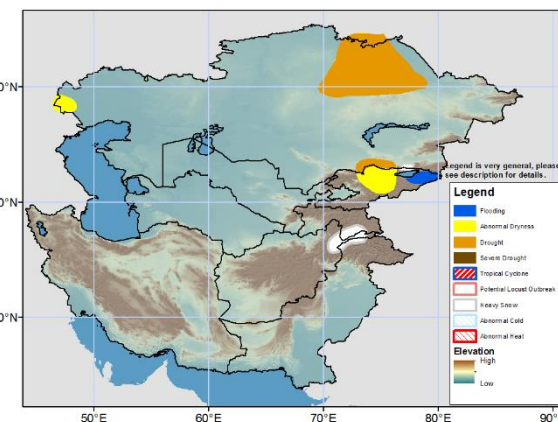 0°N
Legend is very general, please
see description for details.
0°N
0°N
Legend
Flooding
Abnormal Dryness
Drought
Severe Drought
Tropical Cyclone
Potential Locust Outbreak
Heavy Snow
Abnormal Cold
Abnormal Heat
Elevation
High
Low
50°E
60°E
70°E
80°E
90°